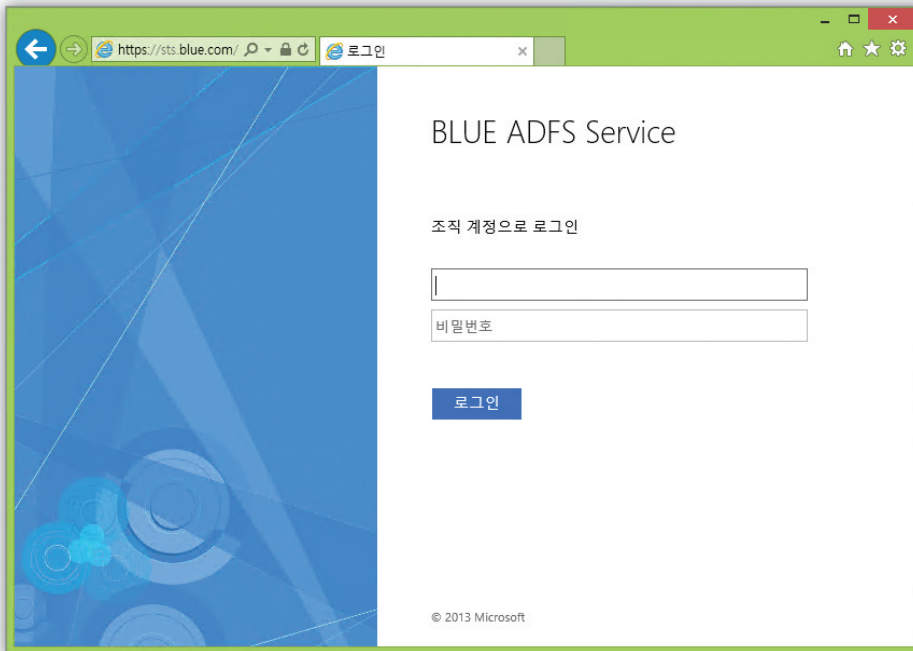 https://sts.blue.com/
로그인
BLUE ADFS Service
조직 계정으로 로그인
비밀번호
로그인
© 2013 Microsoft